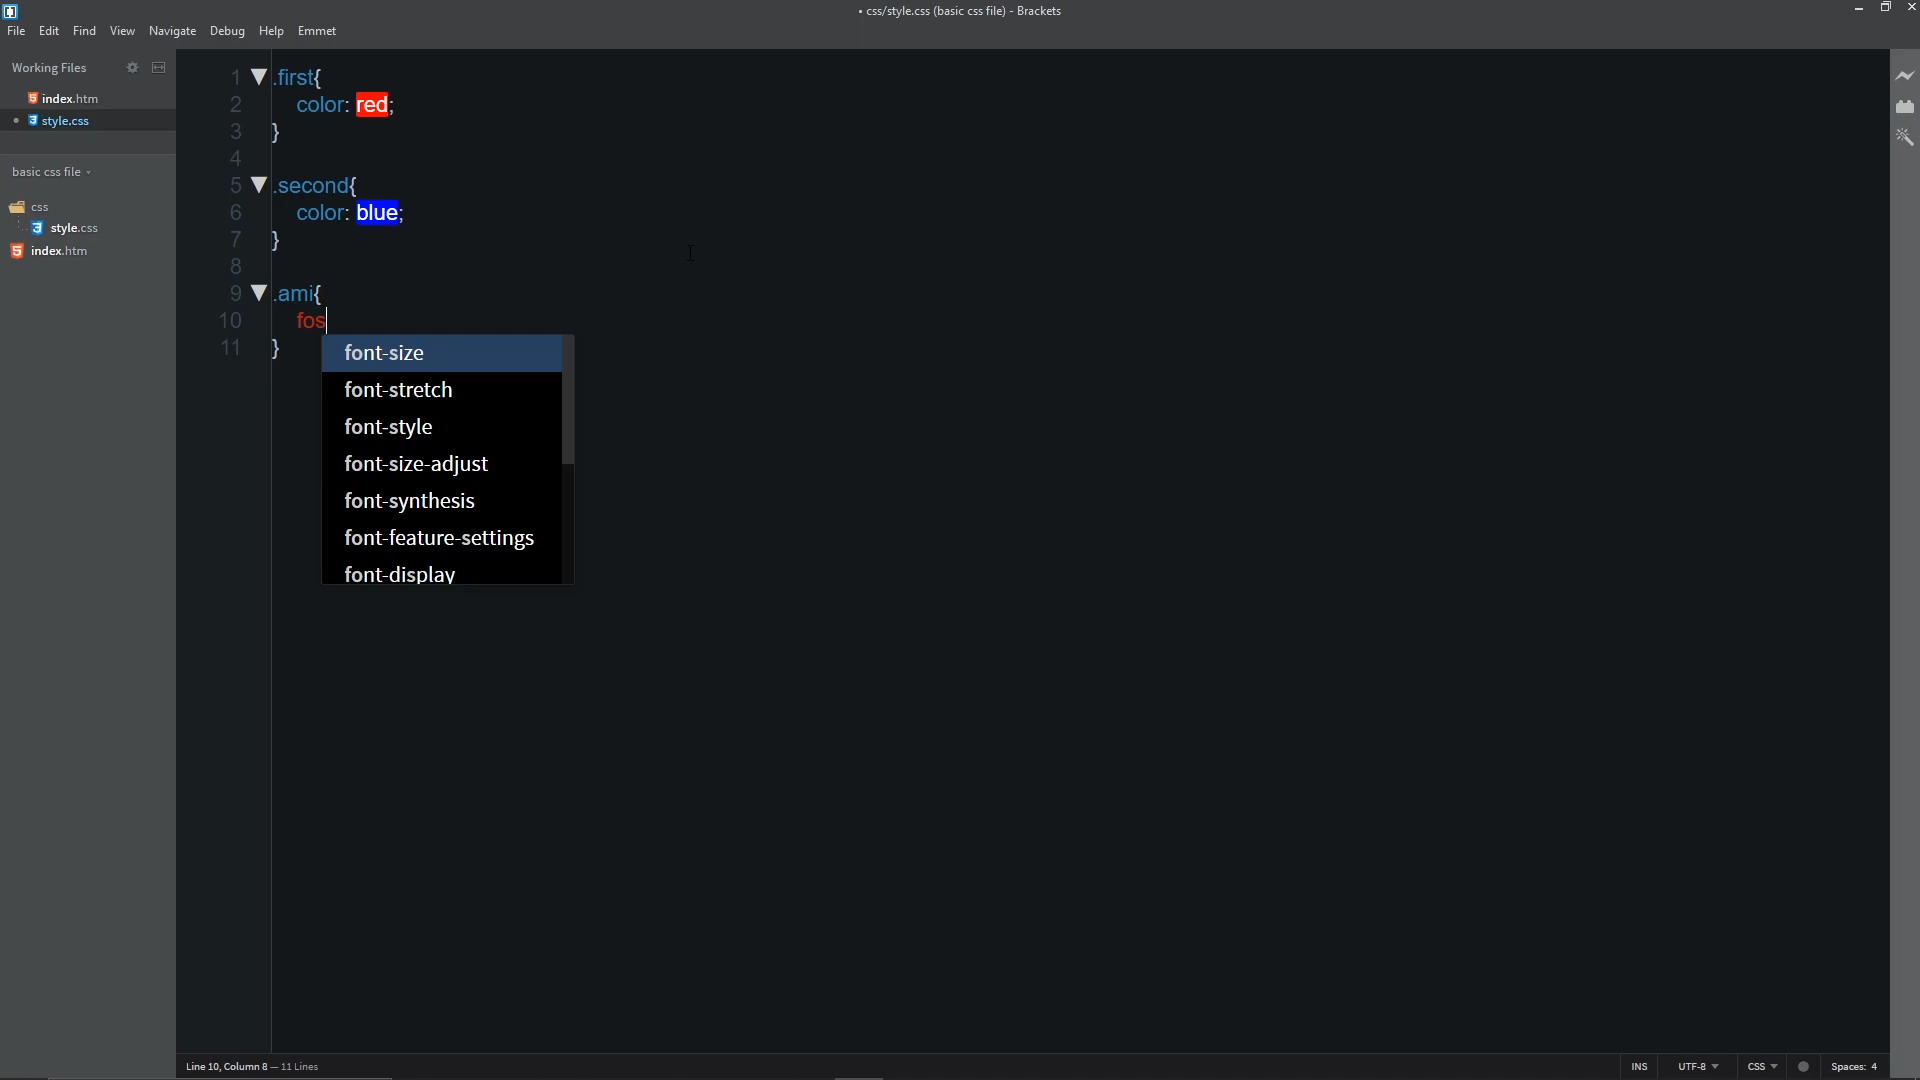 • css/style.css (basic css file) - Brackets
File Edit Find View Navigate Debug Help Emmet
Working Files
index.htm
• style.css
basic css file
css
style.css
index.htm
1 .first{
2 color: red;
3 }
4
5 .second{
6 color: blue;
7 }
8
9 .ami{
10 fos
11 }
font-size
font-stretch
font-style
font-size-adjust
font-synthesis
font-feature-settings
font-display
Line 10, Column 8 — 11 Lines
INS UTF-8 CSS Spaces: 4